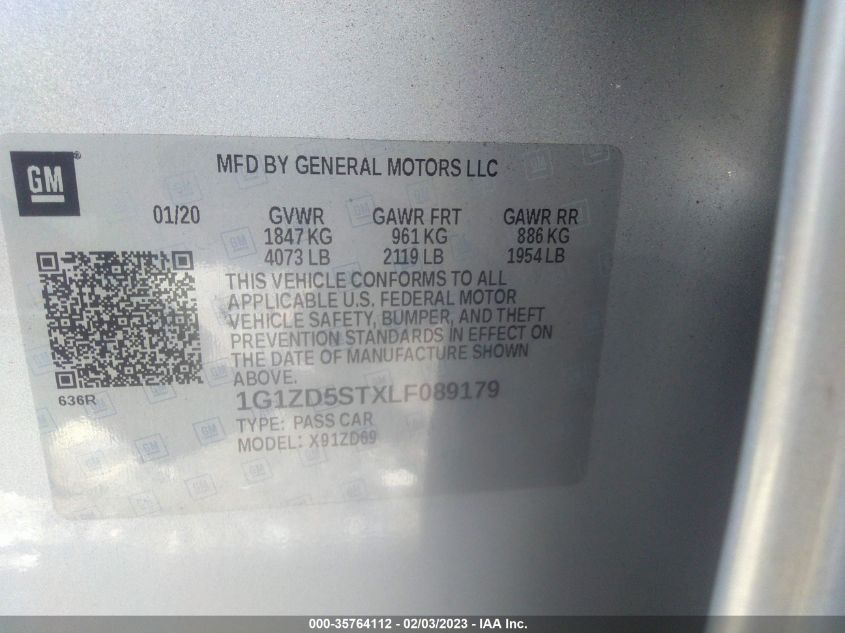 GM
MFD BY GENERAL MOTORS LLC
01/20 GVWR GAWR FRT GAWR RR
1847 KG 961 KG 886 KG
4073 LB 2119 LB 1954 LB
THIS VEHICLE CONFORMS TO ALL
APPLICABLE U.S. FEDERAL MOTOR
VEHICLE SAFETY, BUMPER, AND THEFT
PREVENTION STANDARDS IN EFFECT ON
THE DATE OF MANUFACTURE SHOWN
ABOVE.
636R
1G1ZD5STXLF089179
TYPE: PASS CAR
MODEL: X91ZD69
000-35764112 - 02/03/2023 - IAA Inc.